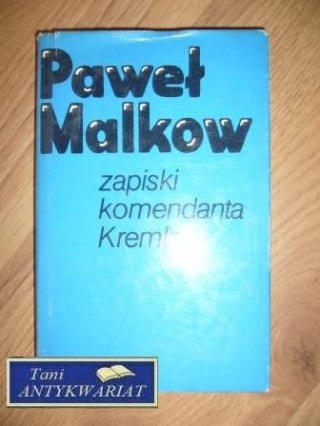 Paweł
Malkow
zapiski
komendanta
Tani
ANTYKWARIAT